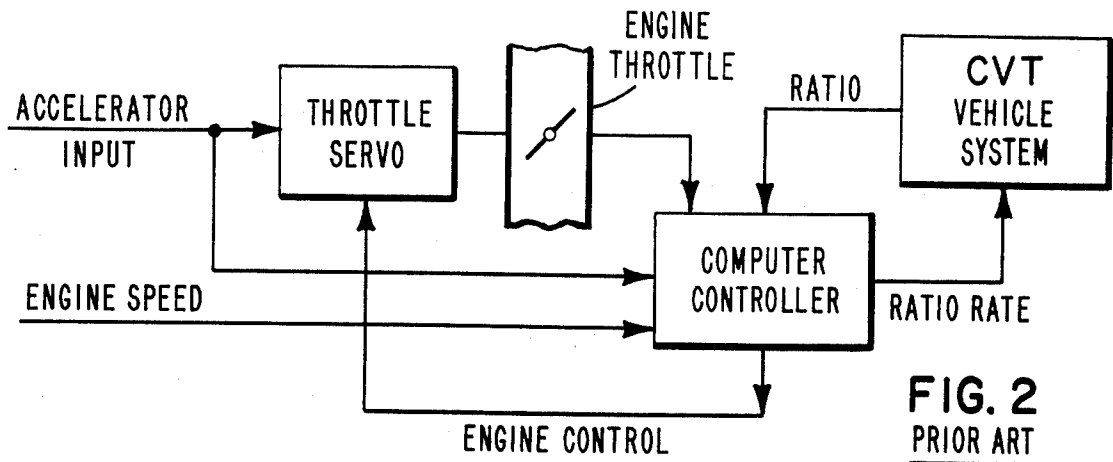 ENGINE
THROTTLE
ACCELERATOR
INPUT
THROTTLE
SERVO
RATIO
CVT
VEHICLE
SYSTEM
ENGINE SPEED
COMPUTER
CONTROLLER
RATIO RATE
ENGINE CONTROL
FIG. 2
PRIOR ART